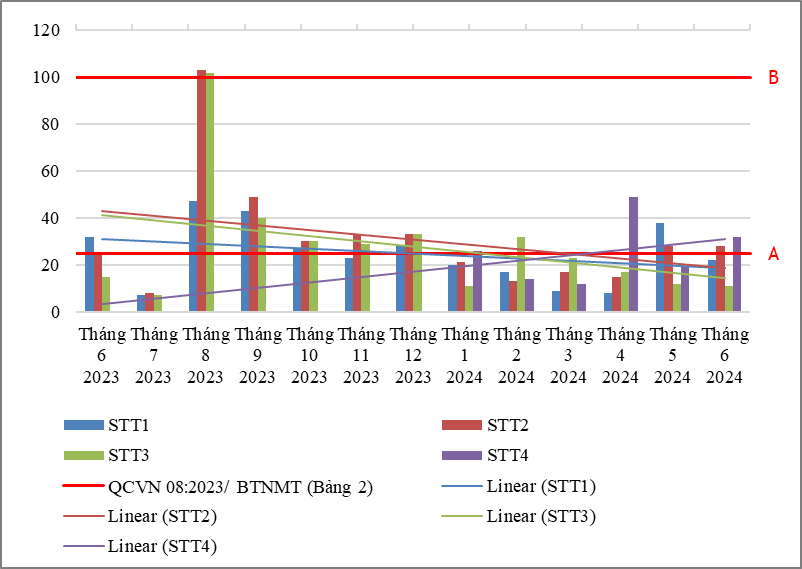 120
100
B
80
60
40
A
20
0
Tháng Tháng Tháng Tháng Tháng Tháng Tháng Tháng Tháng Tháng Tháng Tháng Tháng
6 7 8 9 10 11 12 1 2 3 4 5 6
2023 2023 2023 2023 2023 2023 2023 2024 2024 2024 2024 2024 2024
STT1 STT2
STT3 STT4
QCVN 08:2023/ BTNMT (Bảng 2) Linear (STT1)
Linear (STT2) Linear (STT3)
Linear (STT4)